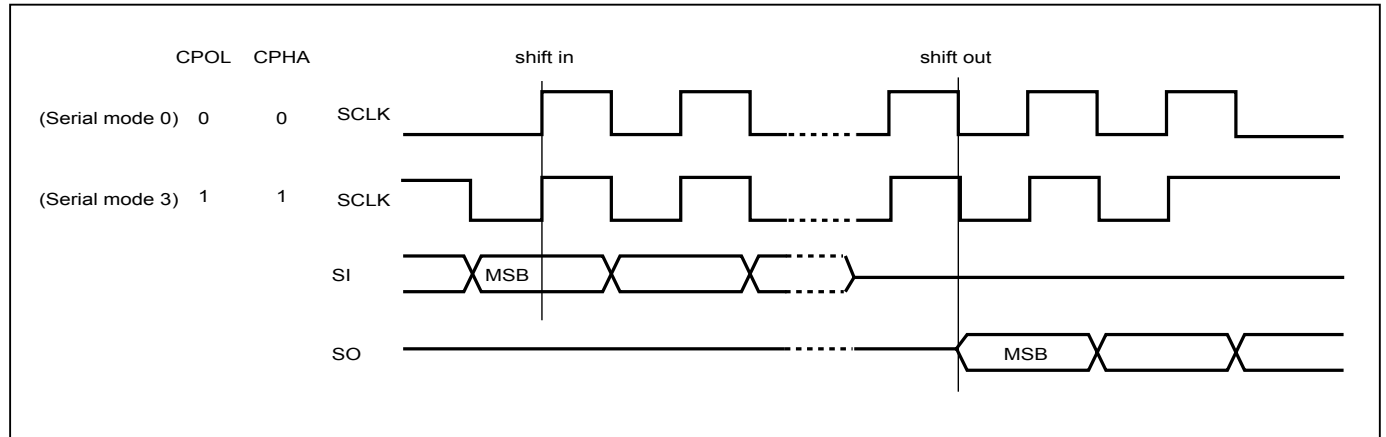 CPOL CPHA shift in shift out
(Serial mode 0) 0 0 SCLK
(Serial mode 3) 1 1 SCLK
SI MSB
SO MSB